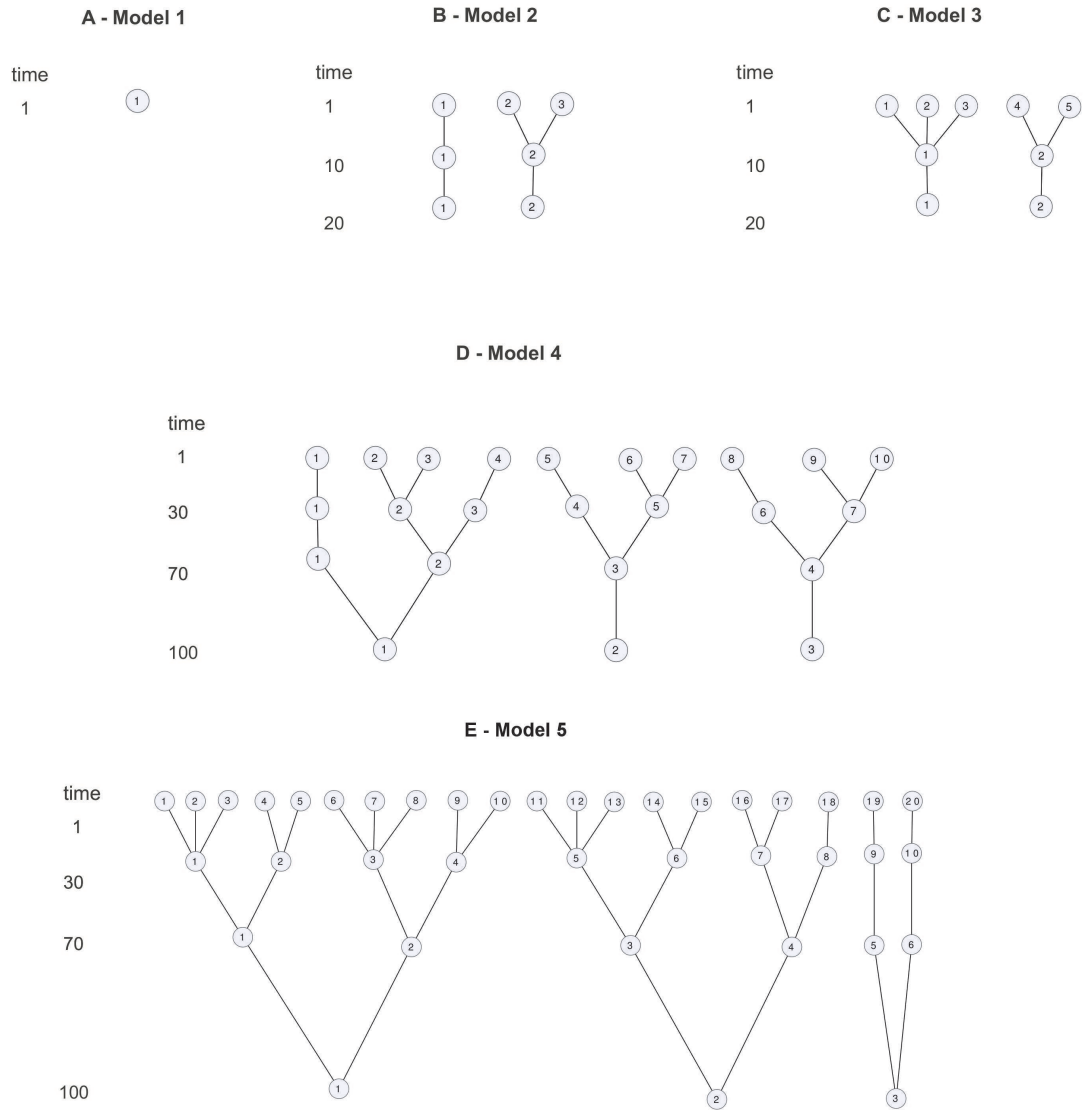 A - Model 1 B - Model 2 C - Model 3
time time time
1 1 1
1 1 2 3
1 2 3 4 5
10 1 2
10 1 2
20 1 2
20 1 2
D - Model 4
time
1 1 2 3 4 5 6 7 8 9 10
30 1 2 3 4 5 6 7
70 1 2 3 4
100 1 2 3
E - Model 5
time 1 2 3 4 5 6 7 8 9 10 11 12 13 14 15 16 17 18 19 20
1
1 2 3 4 5 6 7 8 9 10
30
70 1 2 3 4 5 6
100 1 2 3